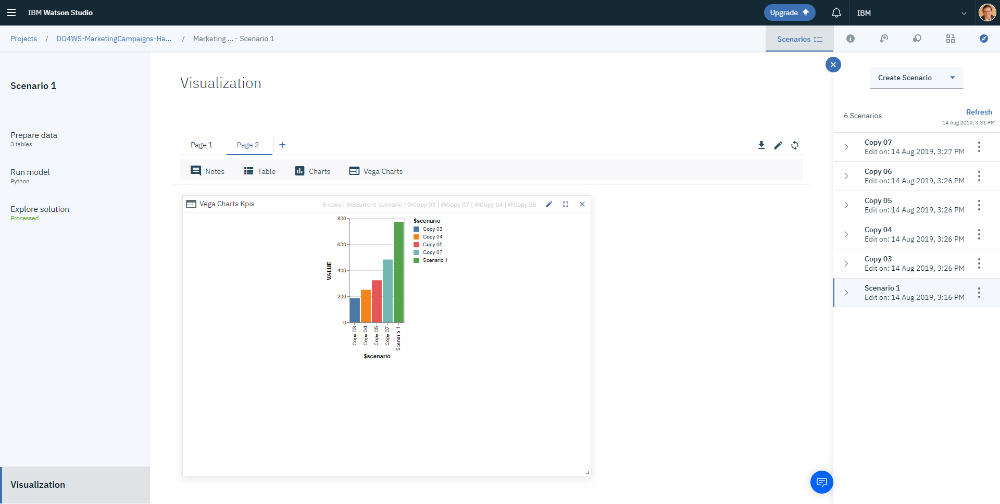 IBM Watson Studio
Upgrade
IBM
Projects / DO4WS-MarketingCampaigns-Ha... / Marketing ... - Scenario 1
Scenarios
Scenario 1
Prepare data
3 tables
Run model
Python
Explore solution
Processed
Visualization
Visualization
Page 1
Page 2
+
Notes
Table
Charts
Vega Charts
Vega Charts Kpis
5 rows | @$current-scenario | @Copy 03 | @Copy 07 | @Copy 04 | @Copy 05
800
600
400
200
0
VALUE
Copy 03
Copy 04
Copy 05
Copy 07
Scenario 1
$scenario
$scenario
Copy 03
Copy 04
Copy 05
Copy 07
Scenario 1
Create Scenario
6 Scenarios
Refresh
14 Aug 2019, 3:31 PM
Copy 07
Edit on: 14 Aug 2019, 3:27 PM
Copy 06
Edit on: 14 Aug 2019, 3:26 PM
Copy 05
Edit on: 14 Aug 2019, 3:26 PM
Copy 04
Edit on: 14 Aug 2019, 3:26 PM
Copy 03
Edit on: 14 Aug 2019, 3:26 PM
Scenario 1
Edit on: 14 Aug 2019, 3:16 PM